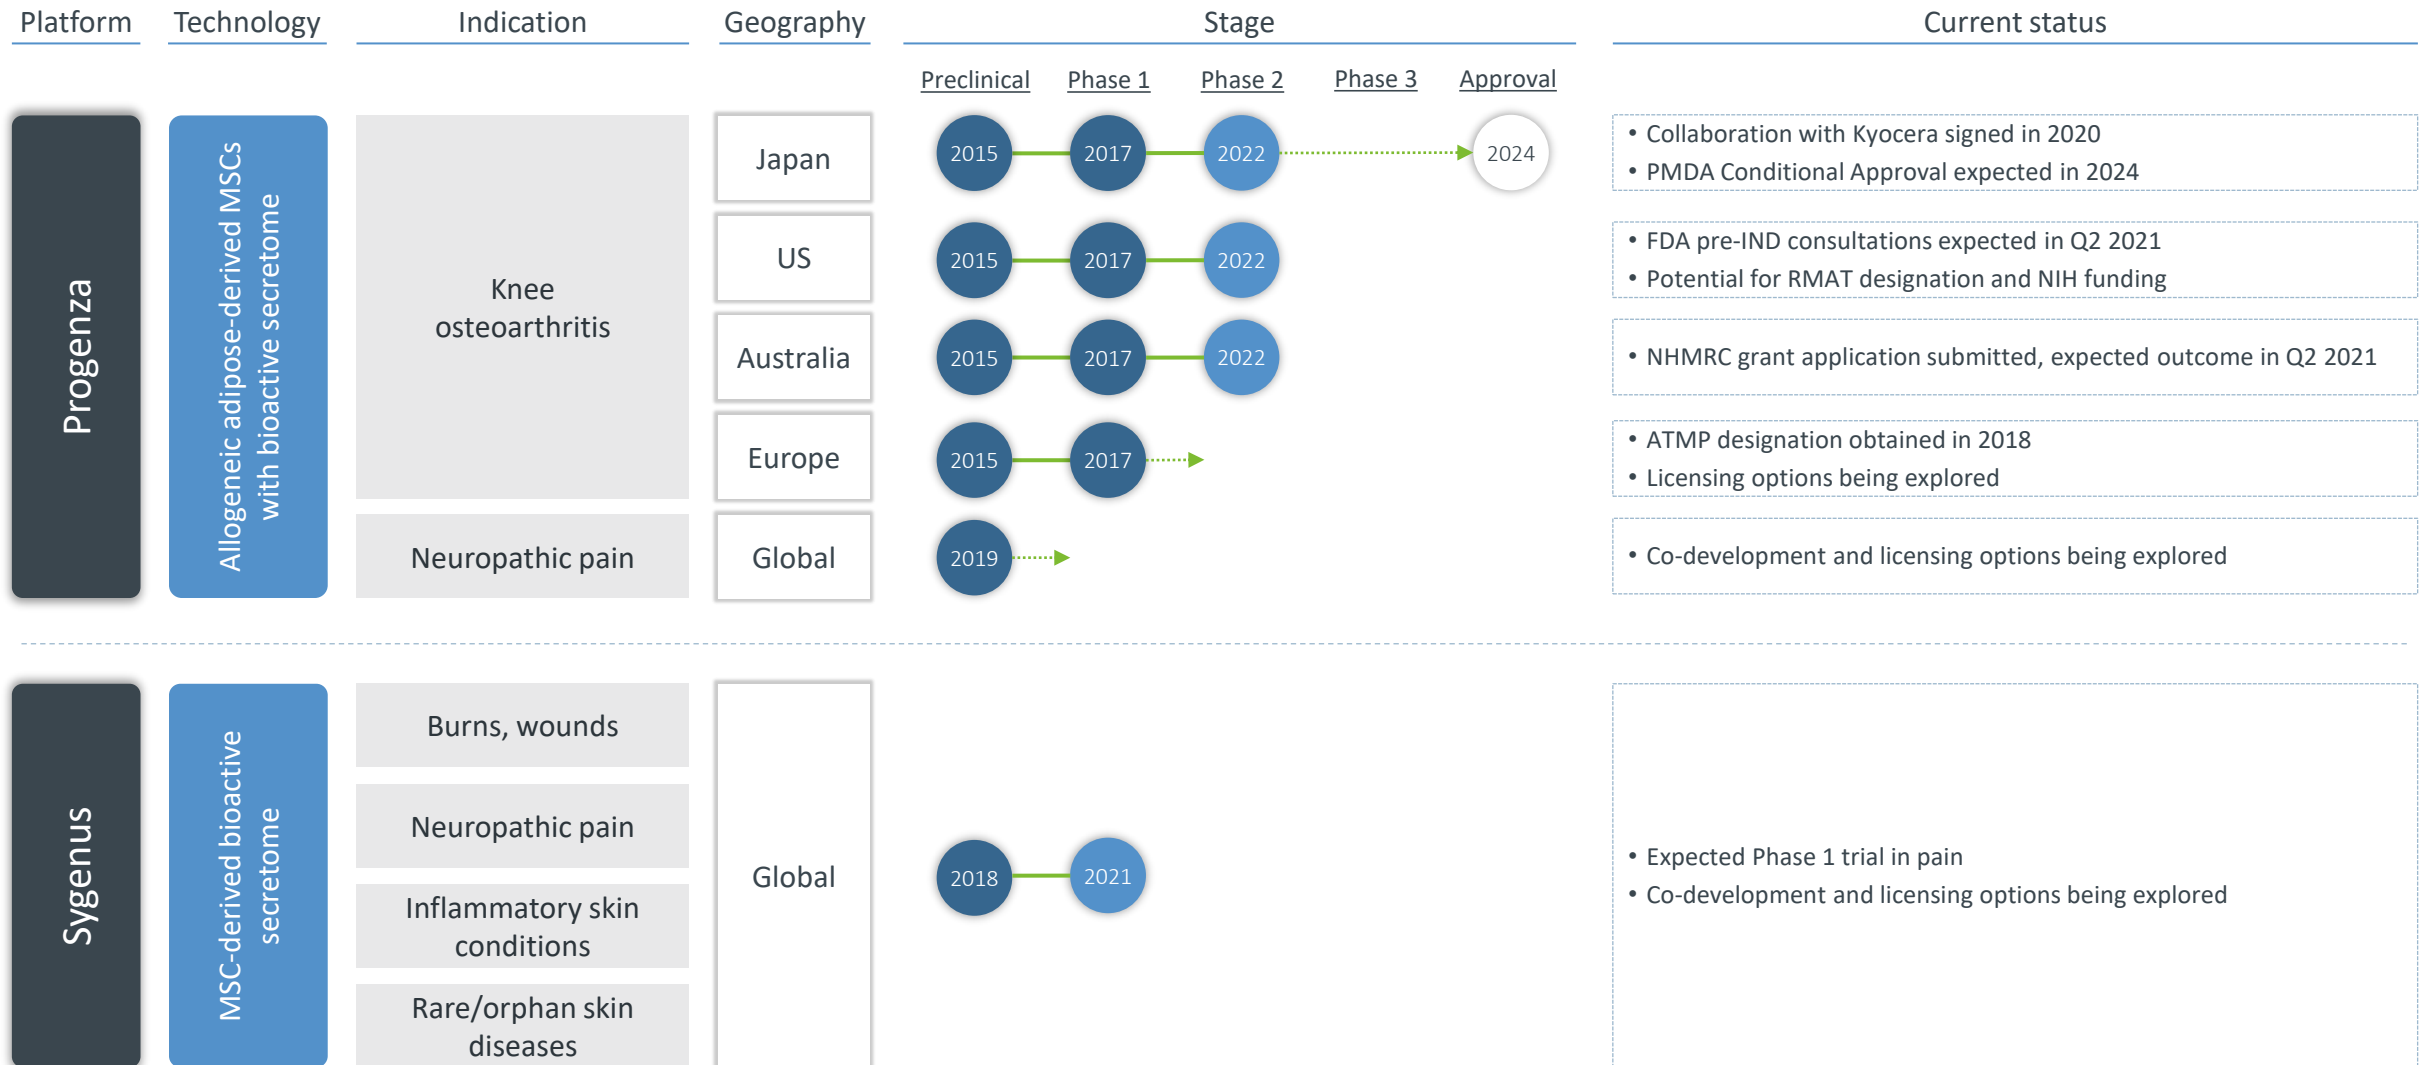 Platform
Technology
Indication
Geography
Stage
Current status
Preclinical
Phase 1
Phase 2
Phase 3
Approval
Progenza
Allogeneic adipose-derived MSCs
with bioactive secretome
Knee
osteoarthritis
Japan
2015
2017
2022
2024
• Collaboration with Kyocera signed in 2020
• PMDA Conditional Approval expected in 2024
US
2015
2017
2022
• FDA pre-IND consultations expected in Q2 2021
• Potential for RMAT designation and NIH funding
Australia
2015
2017
2022
• NHMRC grant application submitted, expected outcome in Q2 2021
Europe
2015
2017
• ATMP designation obtained in 2018
• Licensing options being explored
Neuropathic pain
Global
2019
• Co-development and licensing options being explored
Sygenus
MSC-derived bioactive
secretome
Burns, wounds
Neuropathic pain
Inflammatory skin
conditions
Rare/orphan skin
diseases
Global
2018
2021
• Expected Phase 1 trial in pain
• Co-development and licensing options being explored